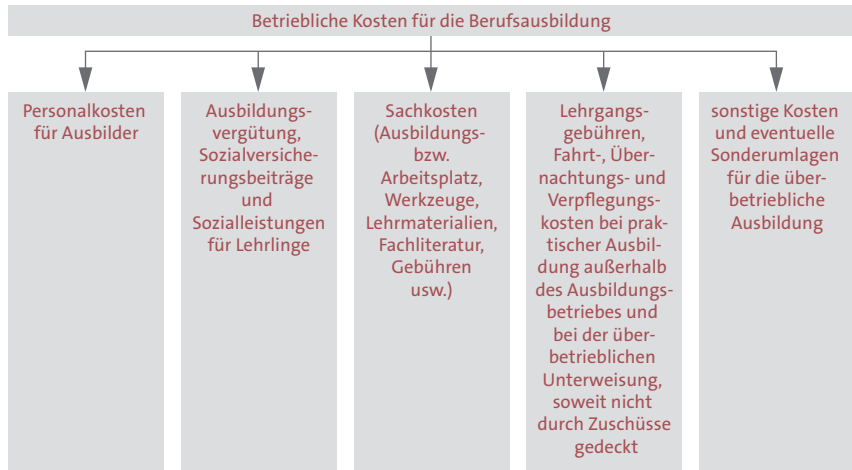 Betriebliche Kosten für die Berufsausbildung
Personalkosten
für Ausbilder
Ausbildungs-
vergütung,
Sozialversiche-
rungsbeiträge
und
Sozialleistungen
für Lehrlinge
Sachkosten
(Ausbildungs-
bzw.
Arbeitsplatz,
Werkzeuge,
Lehrmaterialien,
Fachliteratur,
Gebühren
usw.)
Lehrgangs-
gebühren,
Fahrt-, Über-
nachtungs- und
Verpflegungs-
kosten bei prak-
tischer Ausbil-
dung außerhalb
des Ausbildungs-
betriebes und
bei der über-
betrieblichen
Unterweisung,
soweit nicht
durch Zuschüsse
gedeckt
sonstige Kosten
und eventuelle
Sonderumlagen
für die über-
betriebliche
Ausbildung